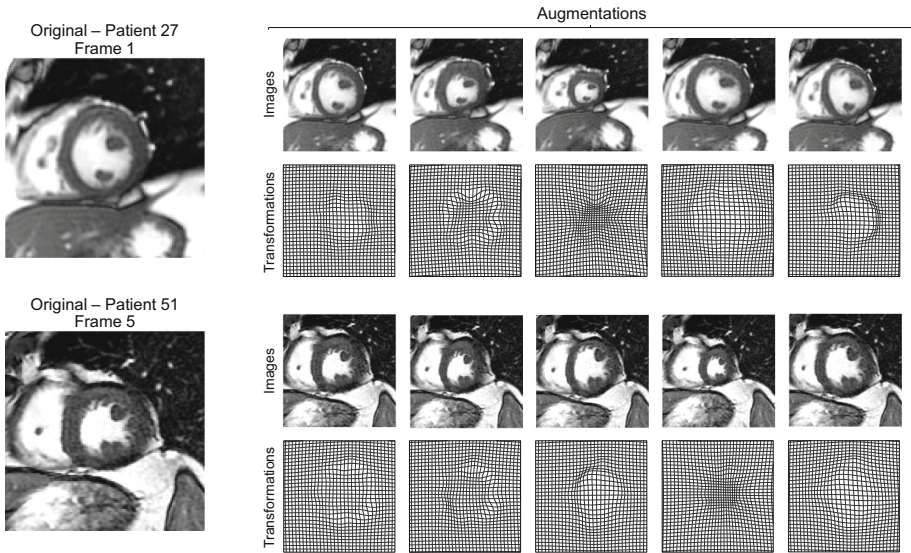 Augmentations
Original – Patient 27
Frame 1
Images
Transformations
Original – Patient 51
Frame 5
Images
Transformations